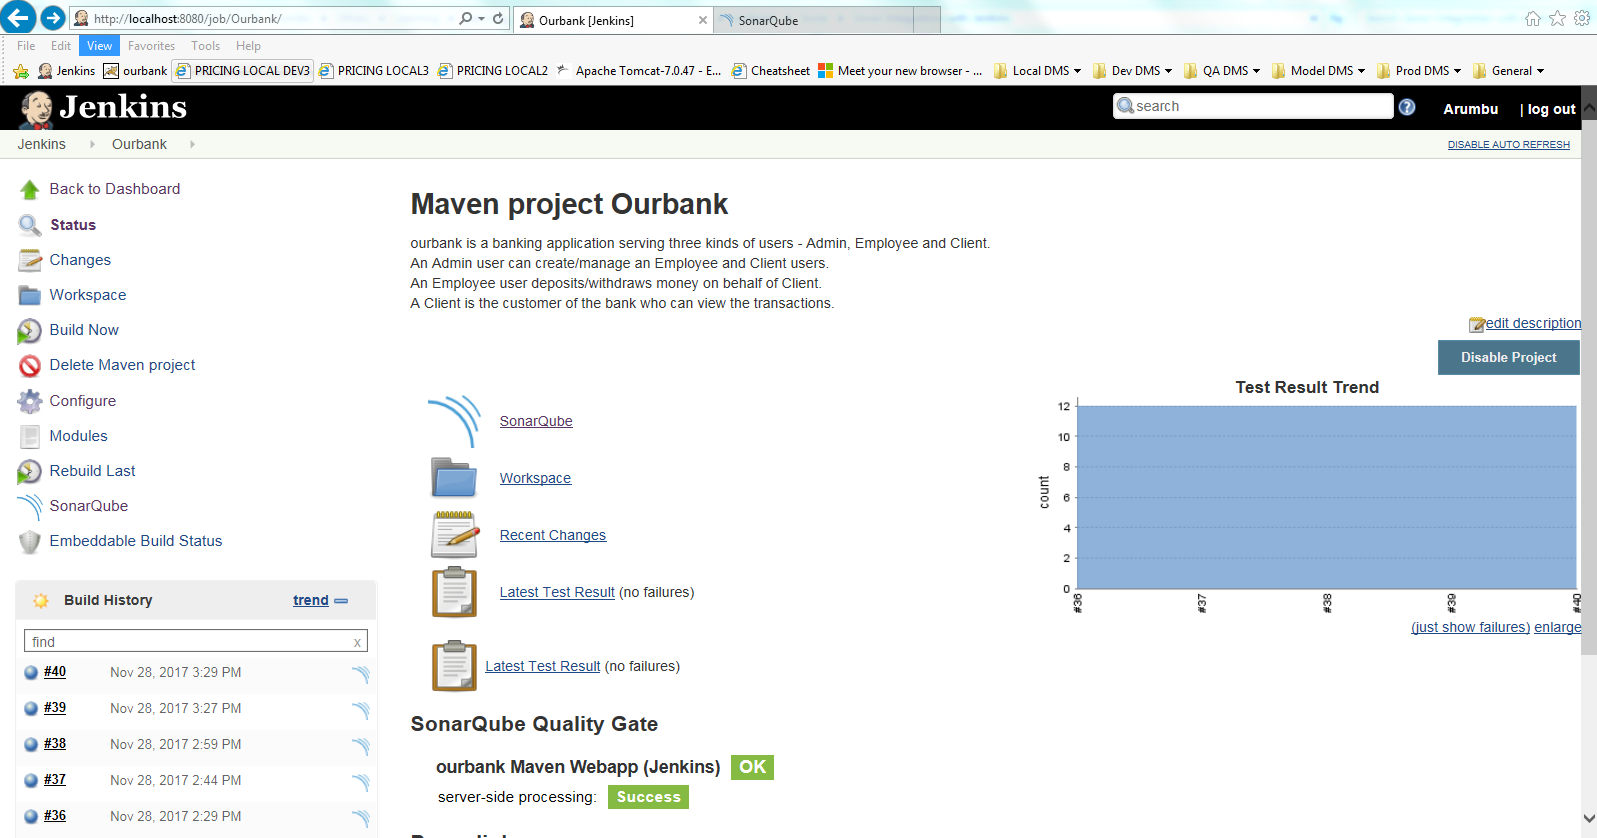 http://localhost:8080/job/Ourbank/
Ourbank [Jenkins]
SonarQube
File Edit View Favorites Tools Help
Jenkins ourbank PRICING LOCAL DEV3 PRICING LOCAL3 PRICING LOCAL2 Apache Tomcat-7.0.47 - E... Cheatsheet Meet your new browser - ... Local DMS Dev DMS QA DMS Model DMS Prod DMS General
Jenkins
search
?
Arumbu
| log out
Jenkins Ourbank
DISABLE AUTO REFRESH
Back to Dashboard
Status
Changes
Workspace
Build Now
Delete Maven project
Configure
Modules
Rebuild Last
SonarQube
Embeddable Build Status
Build History trend
find x
#40 Nov 28, 2017 3:29 PM
#39 Nov 28, 2017 3:27 PM
#38 Nov 28, 2017 2:59 PM
#37 Nov 28, 2017 2:44 PM
#36 Nov 28, 2017 2:29 PM
Maven project Ourbank
ourbank is a banking application serving three kinds of users - Admin, Employee and Client.
An Admin user can create/manage an Employee and Client users.
An Employee user deposits/withdraws money on behalf of Client.
A Client is the customer of the bank who can view the transactions.
edit description
Disable Project
SonarQube
Workspace
Recent Changes
Latest Test Result (no failures)
Latest Test Result (no failures)
Test Result Trend
count
12
10
8
6
4
2
0
#36 #37 #38 #39 #40
(just show failures) enlarge
SonarQube Quality Gate
ourbank Maven Webapp (Jenkins) OK
server-side processing: Success